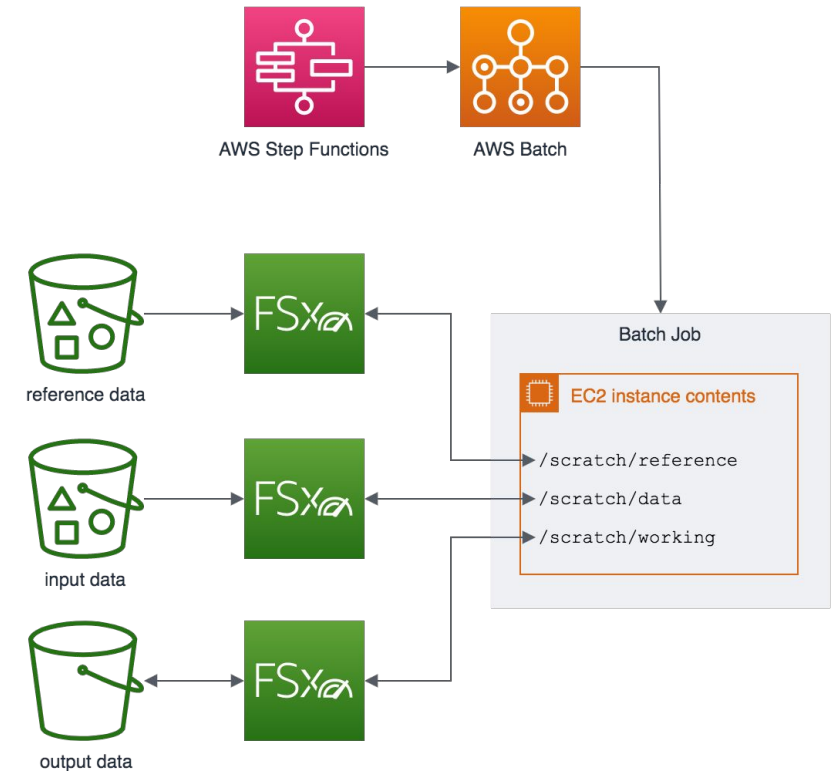 AWS Step Functions
AWS Batch
FSx
reference data
Batch Job
EC2 instance contents
/scratch/reference
/scratch/data
/scratch/working
FSx
input data
FSx
output data